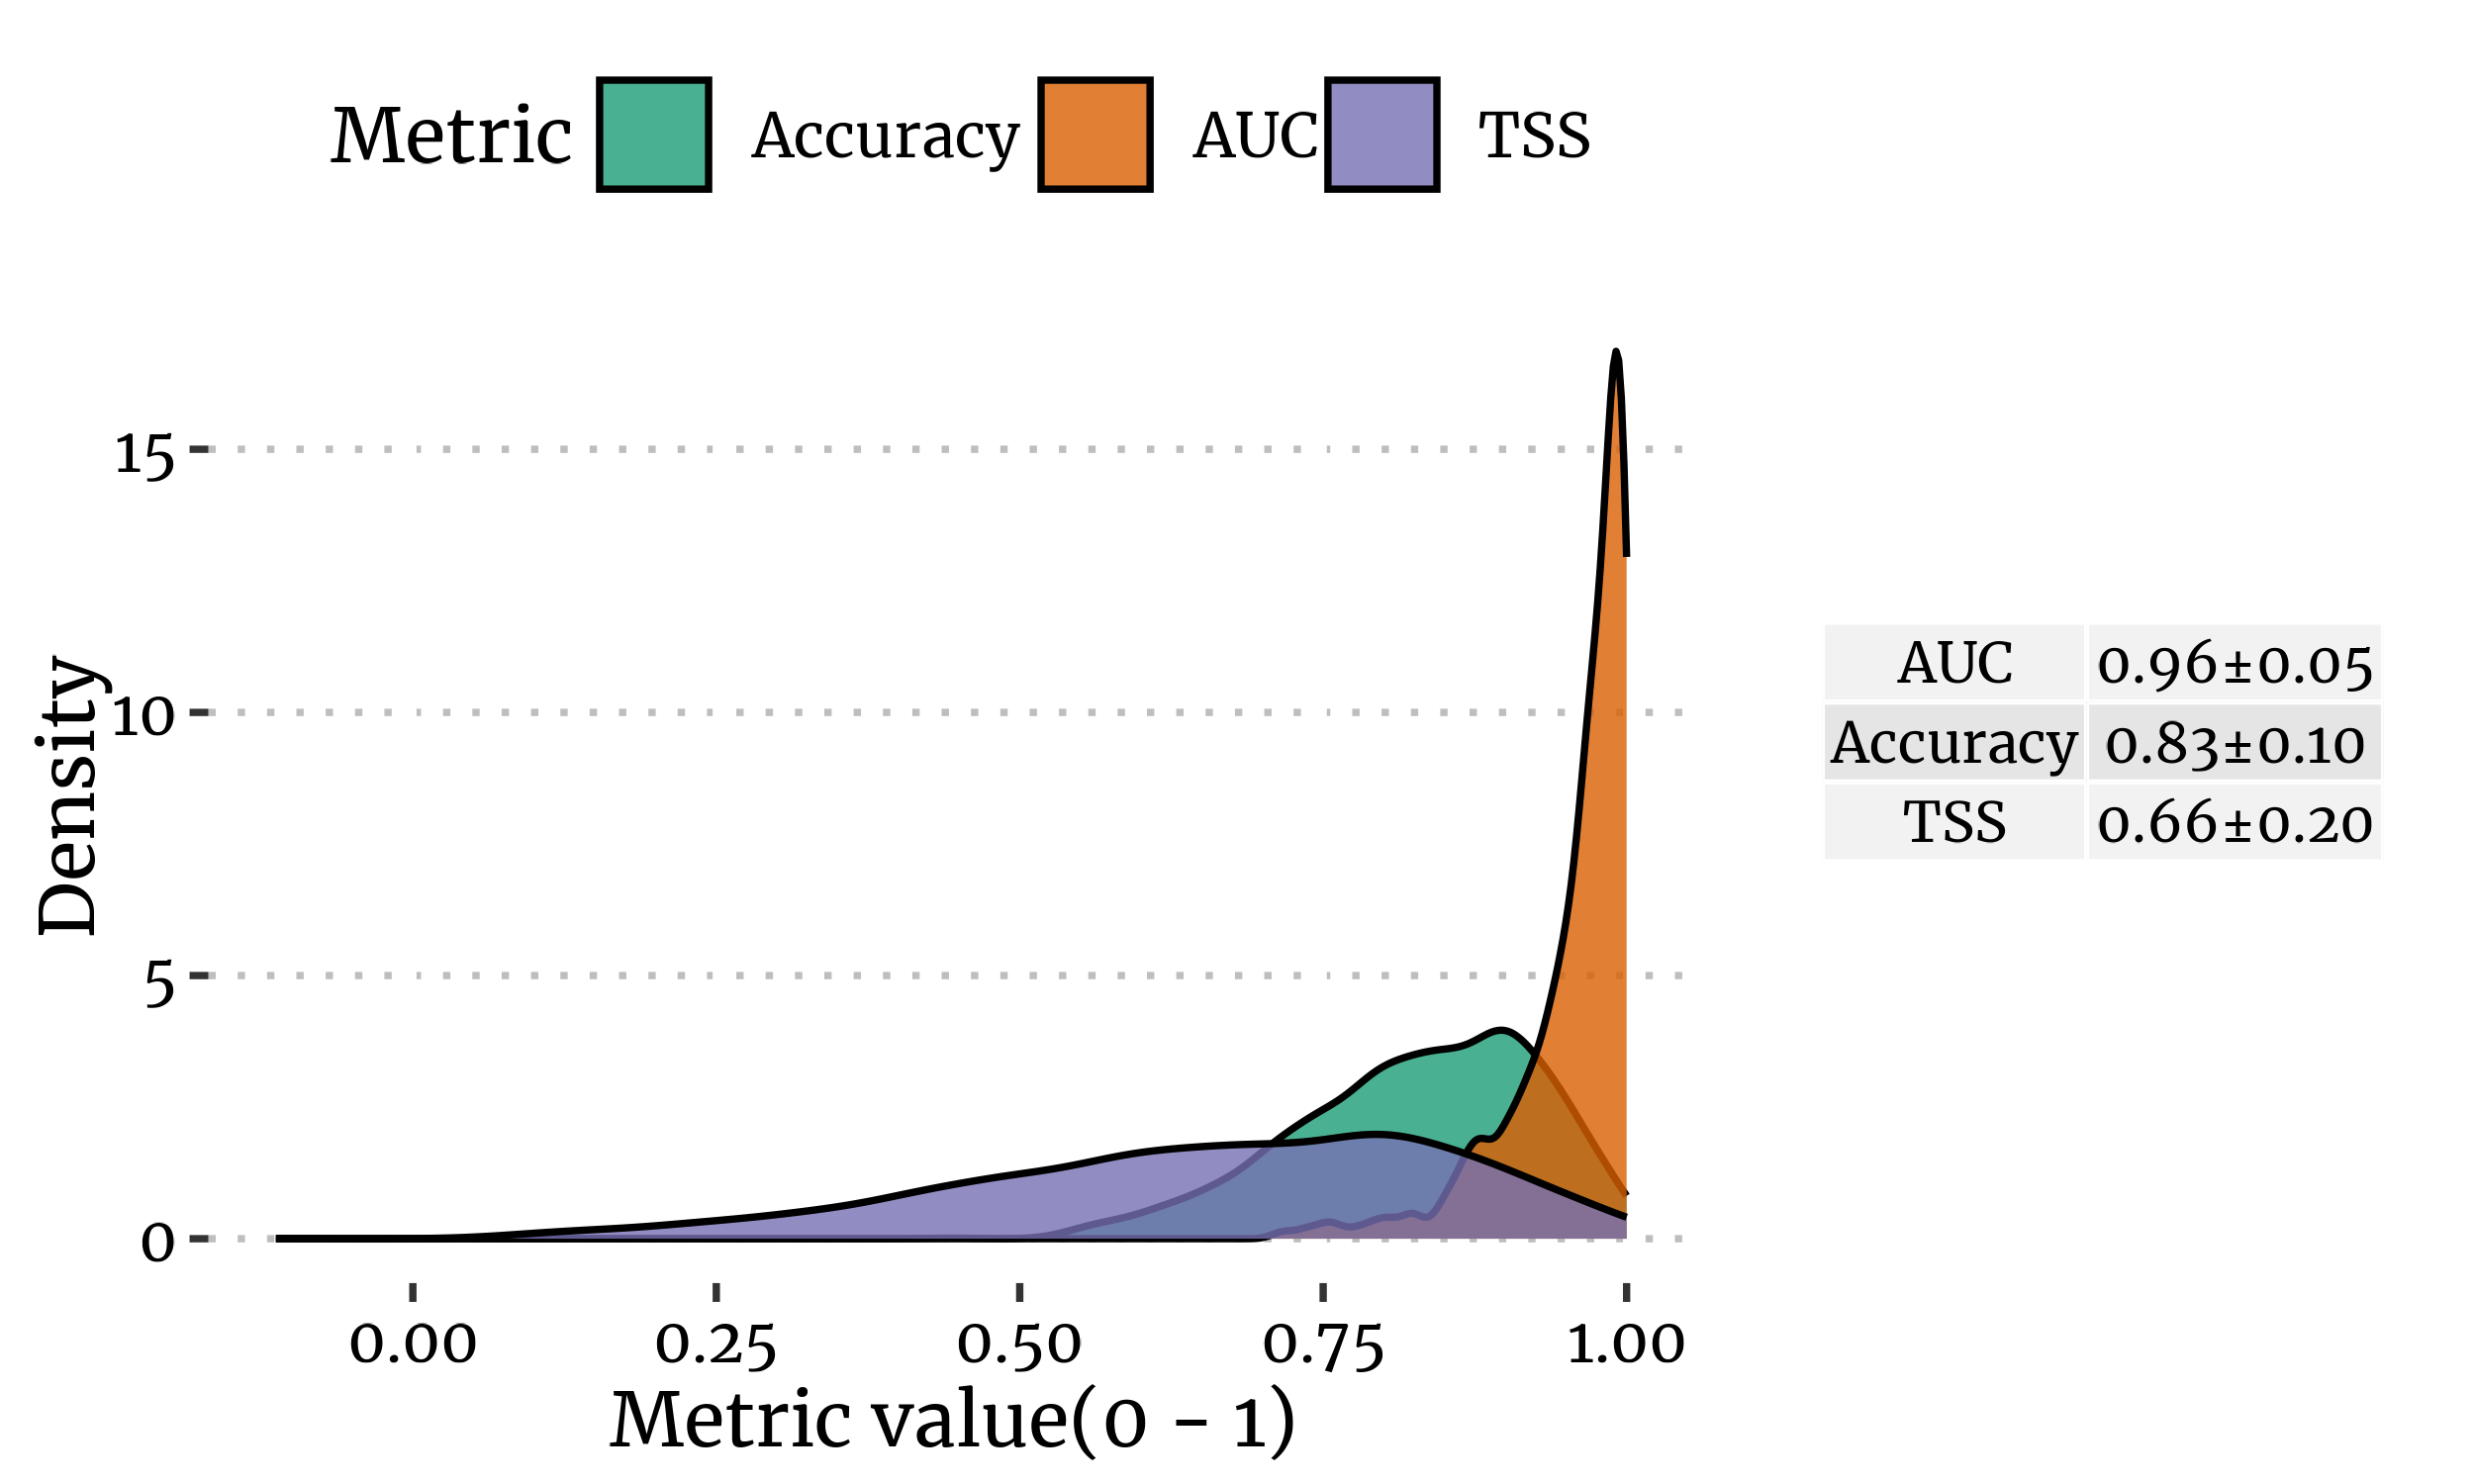 Metric Accuracy AUC TSS
Density
15
10
5
0
0.00 0.25 0.50 0.75 1.00
Metric value(0 - 1)
AUC 0.96±0.05
Accuracy 0.83±0.10
TSS 0.66±0.20